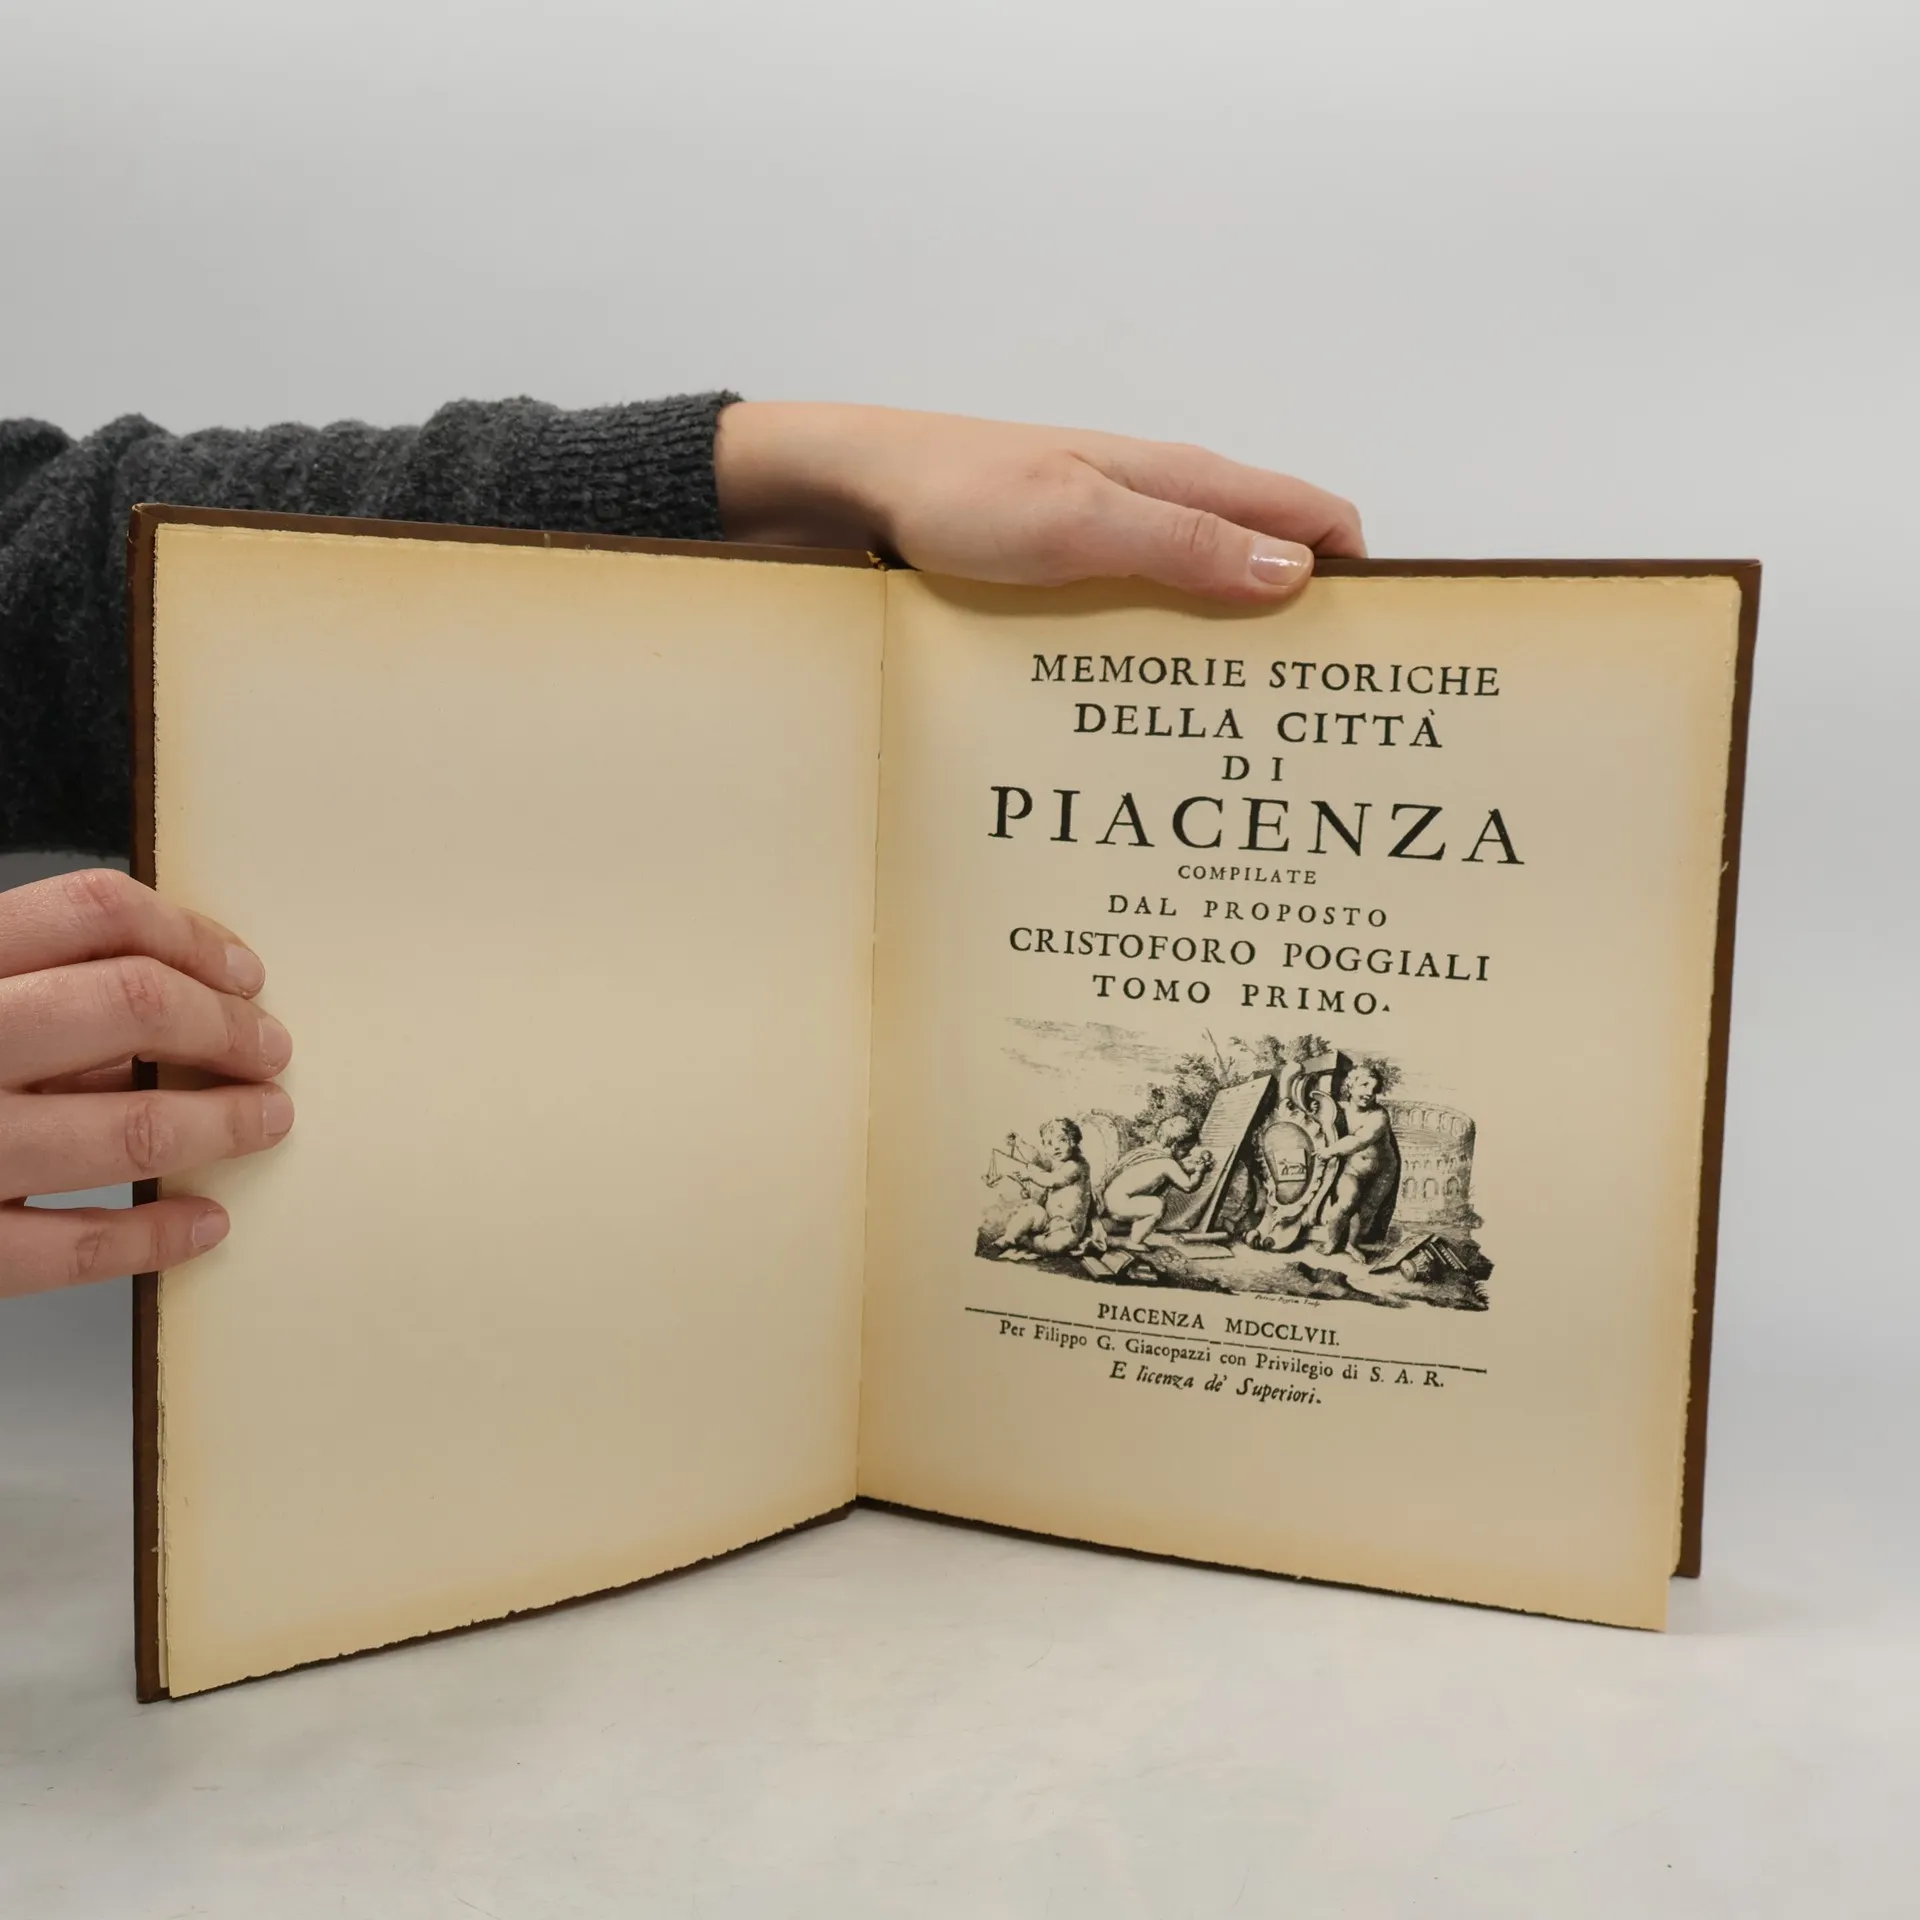 MEMORIE STORICHE
DELLA CITTÀ
DI
PIACENZA
COMPILATE
DAL PROPOSTO
CRISTOFORO POGGIALI
TOMO PRIMO.
PIACENZA MDCCLVII.
Per Filippo G. Giacopazzi con Privilegio di S. A. R.
E licenza de' Superiori.